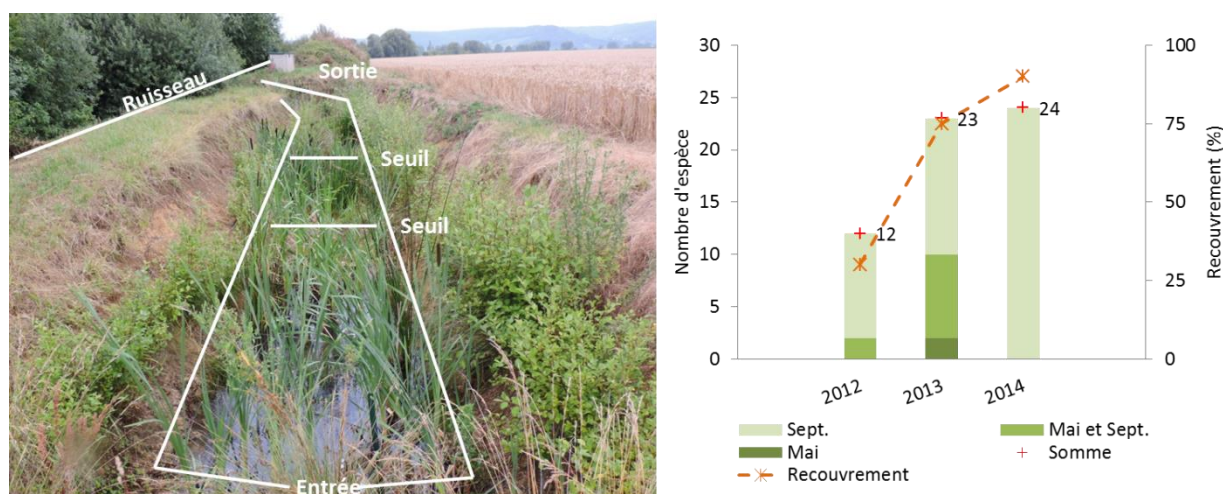 Ruisseau
Sortie
Seuil
Seuil
Entrée
30
25
20
15
10
5
0
Nombre d'espèce
100
75
50
25
0
Recouvrement (%)
12
23
24
2012
2013
2014
Sept.
Mai et Sept.
Mai
Somme
Recouvrement